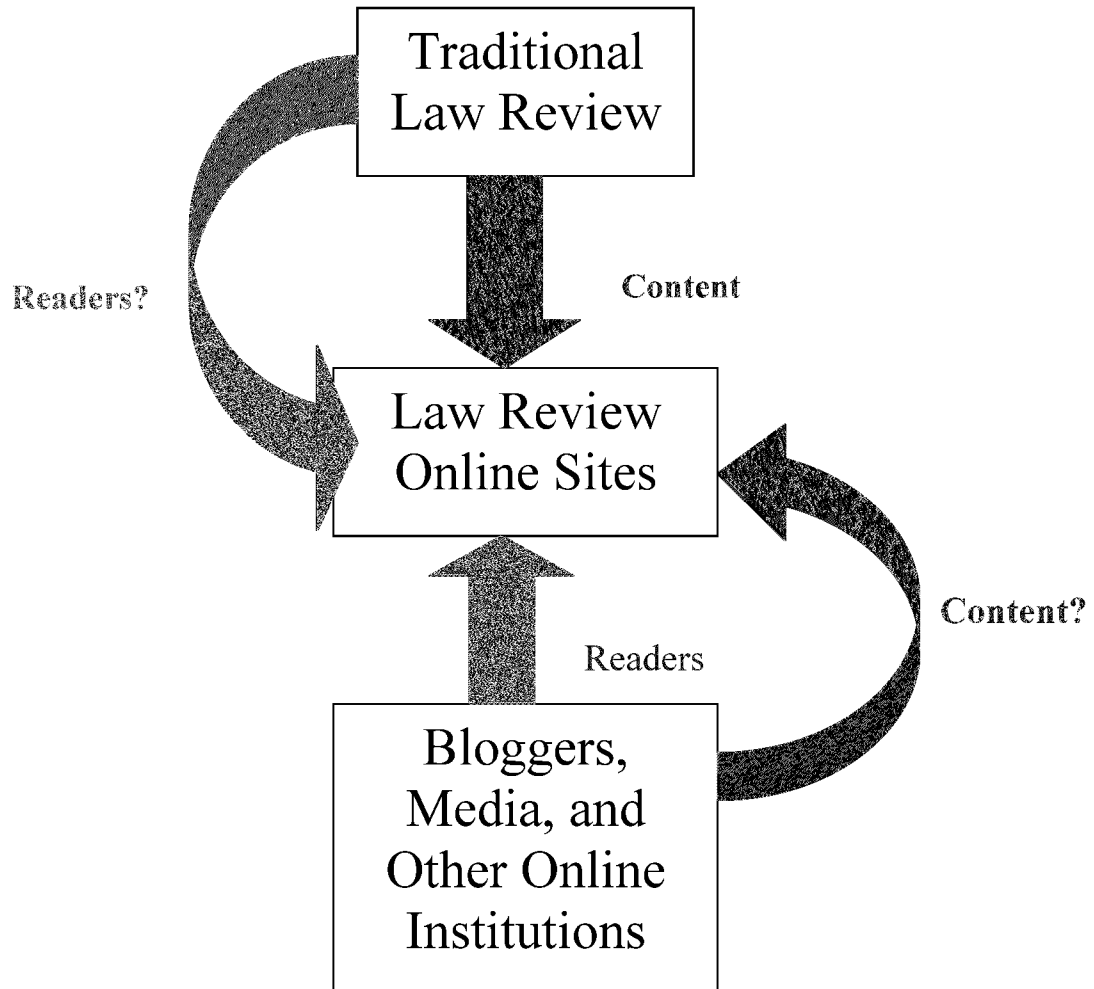 Traditional
Law Review
Readers?
Content
Law Review
Online Sites
Content?
Readers
Bloggers,
Media, and
Other Online
Institutions